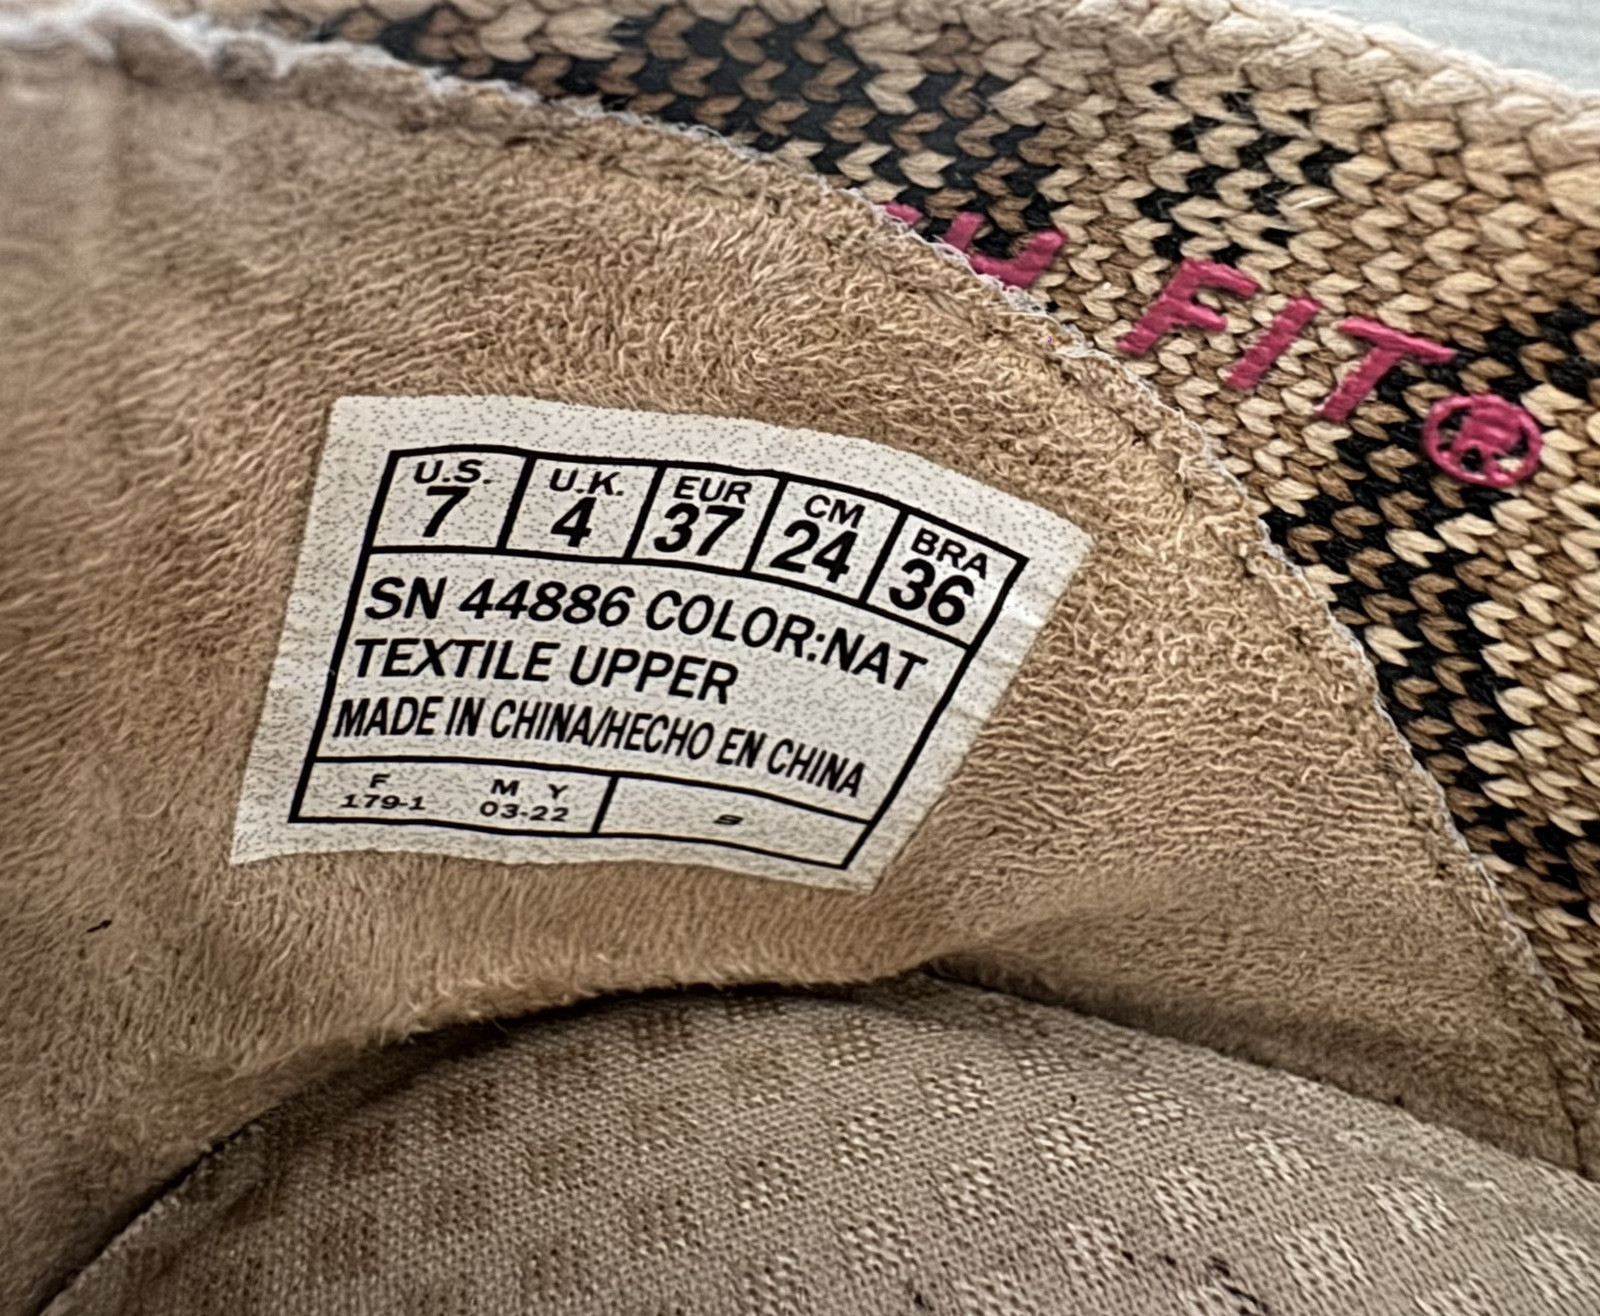 FIT®
U.S. U.K. EUR CM BRA
7 4 37 24 36
SN 44886 COLOR:NAT
TEXTILE UPPER
MADE IN CHINA/HECHO EN CHINA
F M Y
179-1 03-22